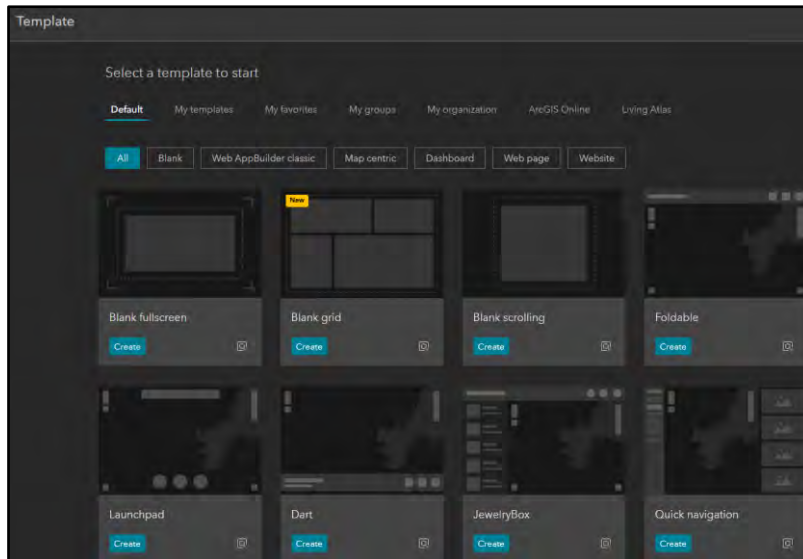 Template
Select a template to start
Default My templates My favorites My groups My organization ArcGIS Online Living Atlas
All Blank Web AppBuilder classic Map centric Dashboard Web page Website
New
Blank fullscreen Blank grid Blank scrolling Foldable
Create Create Create Create
Launchpad Dart JewelryBox Quick navigation
Create Create Create Create